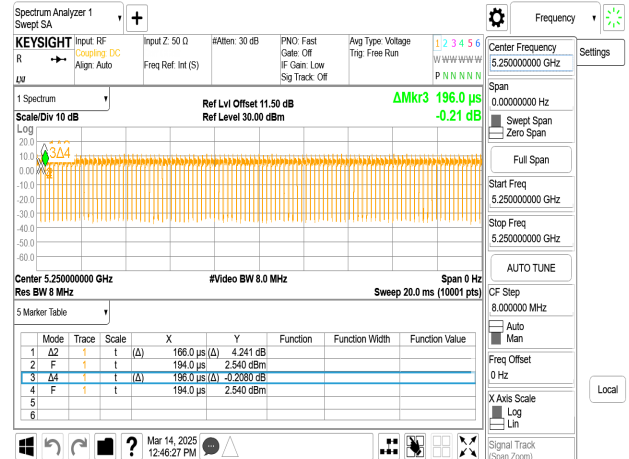 Spectrum Analyzer 1
Swept SA
Frequency
KEYSIGHT
Input: RF
Input Z: 50 Ω
#Atten: 30 dB
PNO: Fast
Avg Type: Voltage
1 2 3 4 5 6
R
Coupling: DC
Gate: Off
Trig: Free Run
W W W W W W
Align: Auto
Freq Ref: Int (S)
IF Gain: Low
P N N N N N
LXI
Sig Track: Off
Center Frequency
5.250000000 GHz
Settings
Span
0.00000000 Hz
Swept Span
Zero Span
Full Span
Start Freq
5.250000000 GHz
Stop Freq
5.250000000 GHz
AUTO TUNE
CF Step
8.000000 MHz
Auto
Man
Freq Offset
0 Hz
X Axis Scale
Log
Lin
Signal Track
(Span Zoom)
Local
1 Spectrum
Ref Lvl Offset 11.50 dB
ΔMkr3 196.0 µs
Scale/Div 10 dB
Ref Level 30.00 dBm
-0.21 dB
Log
20.0
10.0
0.00
-10.0
-20.0
-30.0
-40.0
-50.0
-60.0
3Δ4
Center 5.250000000 GHz
#Video BW 8.0 MHz
Span 0 Hz
Res BW 8 MHz
Sweep 20.0 ms (10001 pts)
5 Marker Table
Mode Trace Scale X Y Function Function Width Function Value
1 Δ2 1 t (Δ) 166.0 µs (Δ) 4.241 dB
2 F 1 t 194.0 µs 2.540 dBm
3 Δ4 1 t (Δ) 196.0 µs (Δ) -0.2080 dB
4 F 1 t 194.0 µs 2.540 dBm
5
6
Mar 14, 2025
12:46:27 PM